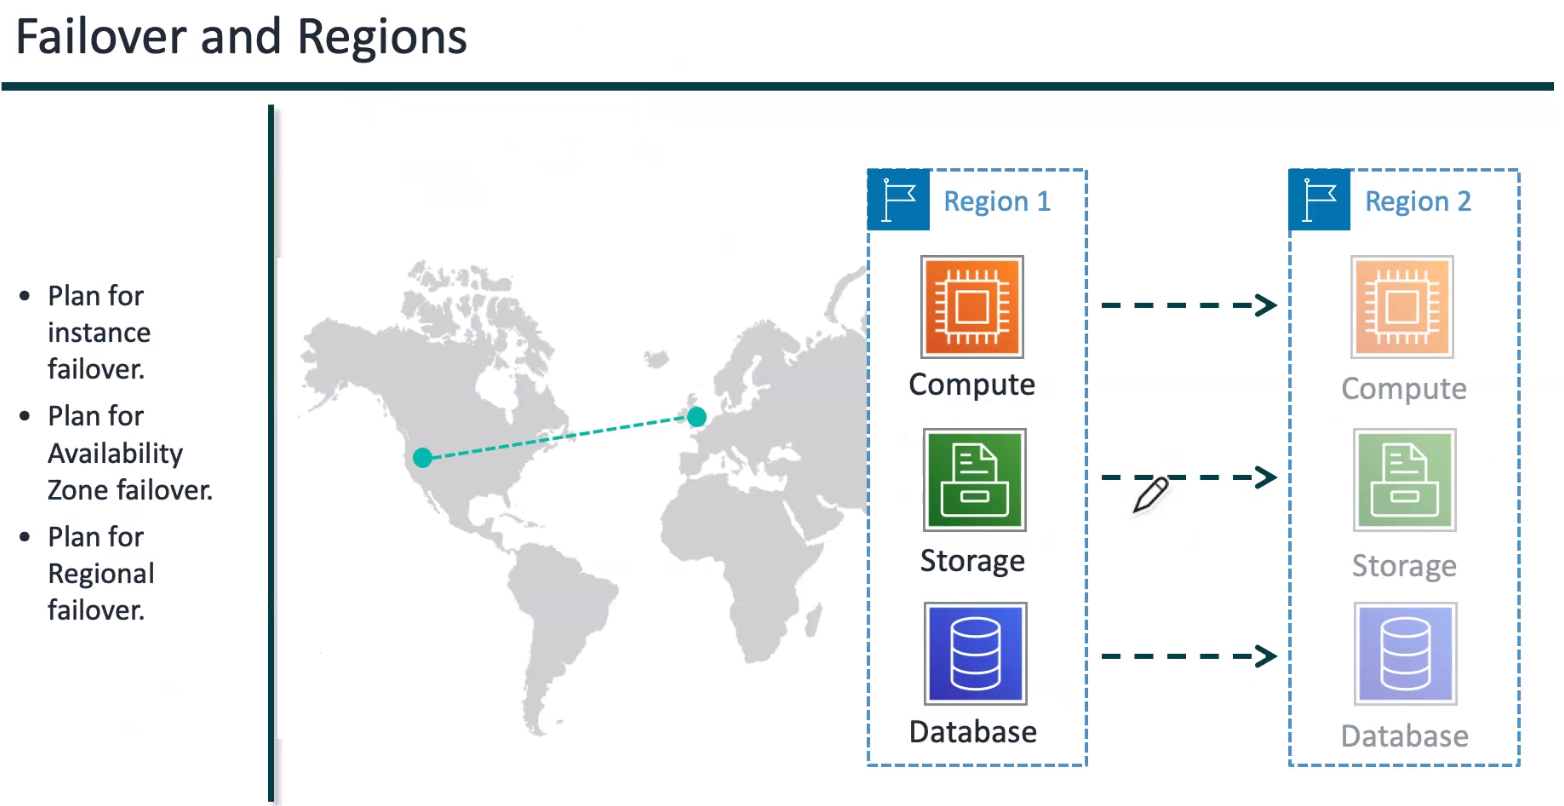 Failover and Regions
• Plan for
instance
failover.
• Plan for
Availability
Zone failover.
• Plan for
Regional
failover.
Region 1
Compute
Storage
Database
Region 2
Compute
Storage
Database